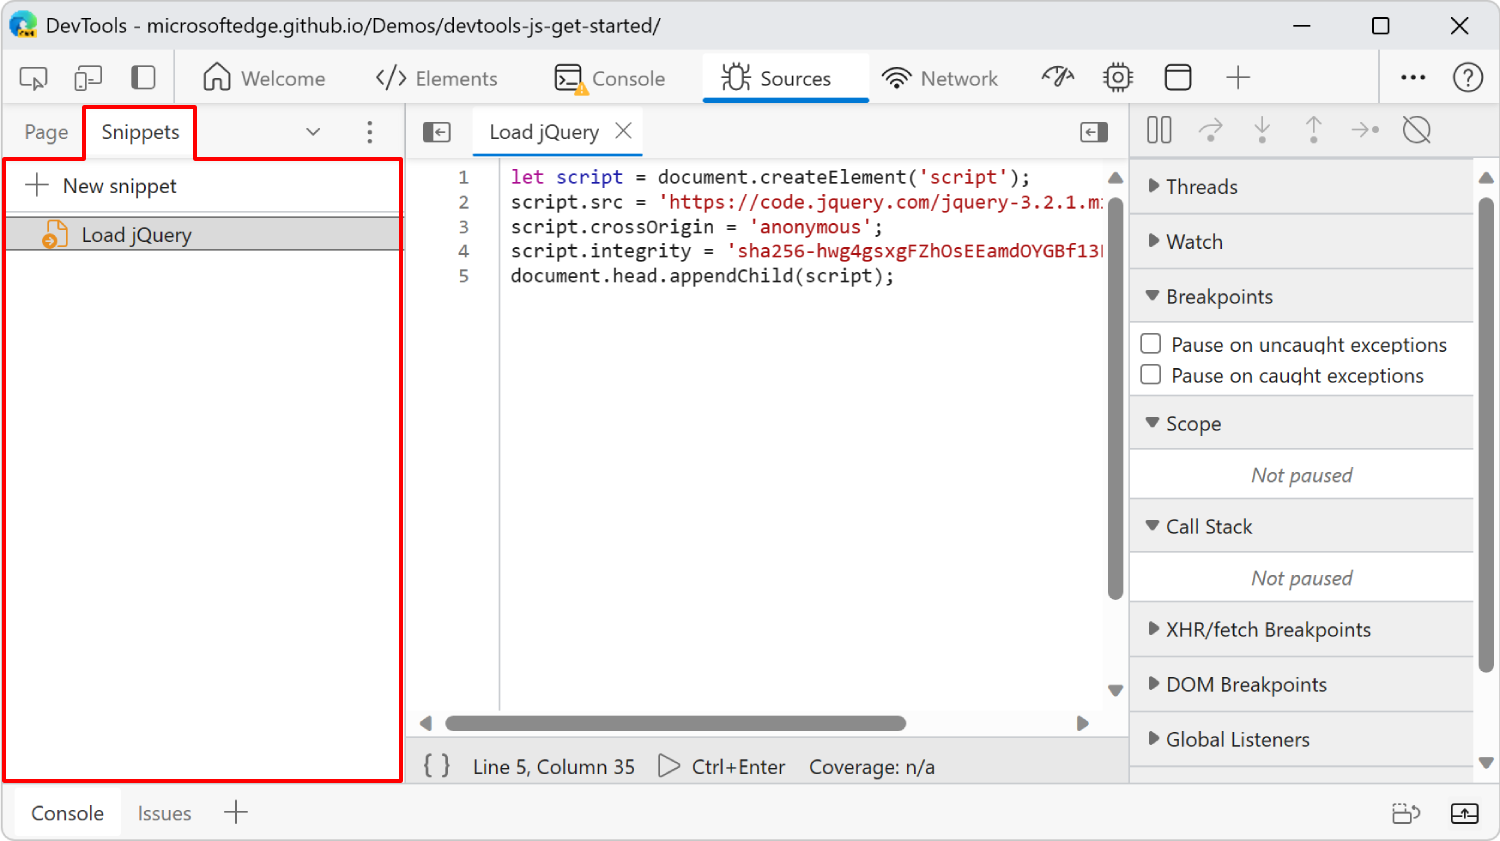 DevTools - microsoftedge.github.io/Demos/devtools-js-get-started/
Welcome
Elements
Console
Sources
Network
Page
Snippets
Load jQuery
New snippet
Load jQuery
1 let script = document.createElement('script');
2 script.src = 'https://code.jquery.com/jquery-3.2.1.mi
3 script.crossOrigin = 'anonymous';
4 script.integrity = 'sha256-hwg4gsxgFZhOsEEamdOYGBf13
5 document.head.appendChild(script);
Threads
Watch
Breakpoints
Pause on uncaught exceptions
Pause on caught exceptions
Scope
Not paused
Call Stack
Not paused
XHR/fetch Breakpoints
DOM Breakpoints
Global Listeners
{ } Line 5, Column 35 Ctrl+Enter Coverage: n/a
Console
Issues